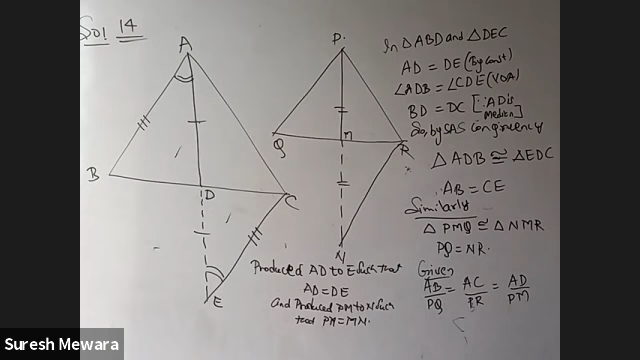 Sol 14
A
B
D
C
E
P
Q
M
R
N
Produced AD to E such that
AD = DE
And Produced PM to N such
that PM = MN.
In △ABD and △DEC
AD = DE (By const)
∠ADB = ∠CDE (VOA)
BD = DC [∵ AD is
Median]
So, by SAS congruency
△ADB ≅ △EDC
∴ AB = CE
Similarly
△PMQ ≅ △NMR
PQ = NR.
Given
AB/PQ = AC/PR = AD/PM
Suresh Mewara